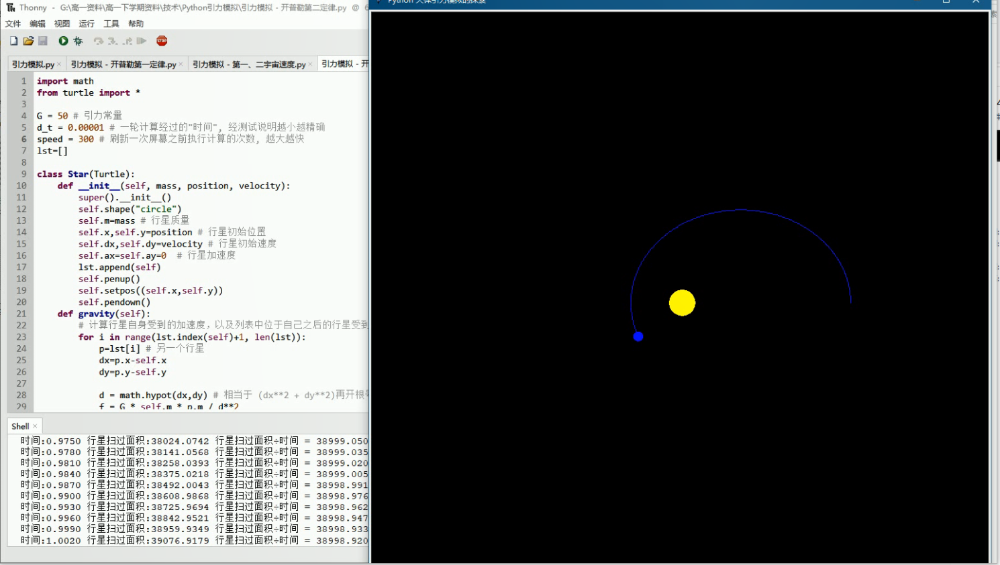 Thonny - G:\高一资料\高一下学期资料\技术\Python引力模拟\引力模拟 - 开普勒第二定律.py @ 6
Python 天体引力模拟的探索
文件 编辑 视图 运行 工具 帮助
STOP
引力模拟.py × 引力模拟 - 开普勒第一定律.py × 引力模拟 - 第一、二宇宙速度.py × 引力模拟 - 开
1 import math
2 from turtle import *
3
4 G = 50 # 引力常量
5 d_t = 0.00001 # 一轮计算经过的"时间", 经测试说明越小越精确
6 speed = 300 # 刷新一次屏幕之前执行计算的次数, 越大越快
7 lst=[]
8
9 class Star(Turtle):
10 def __init__(self, mass, position, velocity):
11 super().__init__()
12 self.shape("circle")
13 self.m=mass # 行星质量
14 self.x,self.y=position # 行星初始位置
15 self.dx,self.dy=velocity # 行星初始速度
16 self.ax=self.ay=0 # 行星加速度
17 lst.append(self)
18 self.penup()
19 self.setpos((self.x,self.y))
20 self.pendown()
21 def gravity(self):
22 # 计算行星自身受到的加速度，以及列表中位于自己之后的行星受到
23 for i in range(lst.index(self)+1, len(lst)):
24 p=lst[i] # 另一个行星
25 dx=p.x-self.x
26 dy=p.y-self.y
27
28 d = math.hypot(dx,dy) # 相当于 (dx**2 + dy**2)再开根号
29 f = G * self.m * p.m / d**2
Shell ×
时间:0.9750 行星扫过面积:38024.0742 行星扫过面积÷时间 = 38999.050
时间:0.9780 行星扫过面积:38141.0568 行星扫过面积÷时间 = 38999.035
时间:0.9810 行星扫过面积:38258.0393 行星扫过面积÷时间 = 38999.020
时间:0.9840 行星扫过面积:38375.0218 行星扫过面积÷时间 = 38999.005
时间:0.9870 行星扫过面积:38492.0043 行星扫过面积÷时间 = 38998.991
时间:0.9900 行星扫过面积:38608.9868 行星扫过面积÷时间 = 38998.976
时间:0.9930 行星扫过面积:38725.9694 行星扫过面积÷时间 = 38998.962
时间:0.9960 行星扫过面积:38842.9521 行星扫过面积÷时间 = 38998.947
时间:0.9990 行星扫过面积:38959.9349 行星扫过面积÷时间 = 38998.933
时间:1.0020 行星扫过面积:39076.9179 行星扫过面积÷时间 = 38998.920